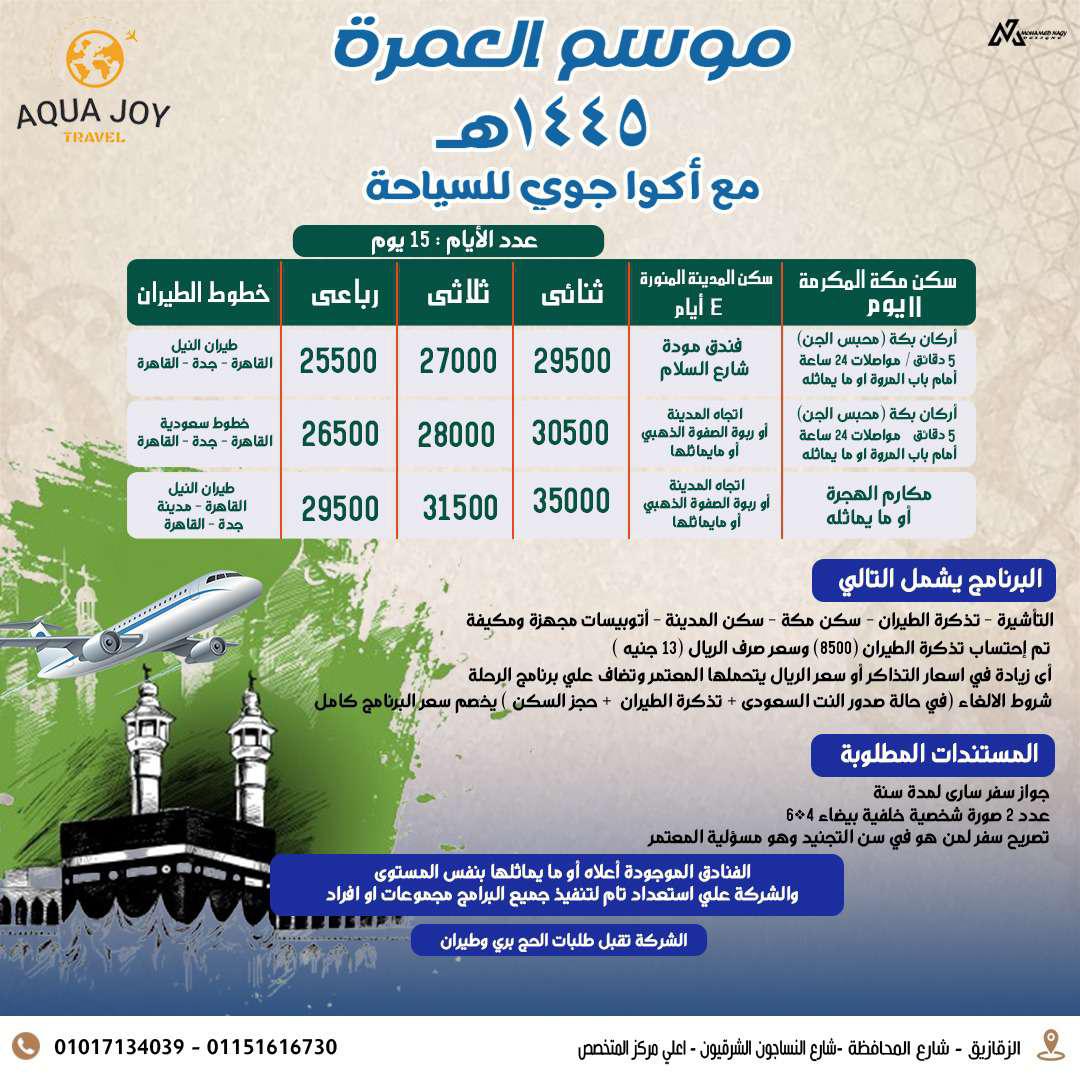 MOHAMED NAGY
DESIGNS
AQUA JOY
TRAVEL
موسم العمرة
١٤٤٥هـ
مع أكوا جوي للسياحة
عدد الأيام : 15 يوم
سكن مكة المكرمة
11 يوم
سكن المدينة المنورة
E أيام
ثنائى
ثلاثى
رباعى
خطوط الطيران
أركان بكة (محبس الجن)
5 دقائق / مواصلات 24 ساعة
أمام باب المروة او ما يماثله
فندق مودة
شارع السلام
29500
27000
25500
طيران النيل
القاهرة - جدة - القاهرة
أركان بكة (محبس الجن)
5 دقائق مواصلات 24 ساعة
أمام باب المروة او ما يماثله
اتجاه المدينة
أو ربوة الصفوة الذهبي
أو مايماثلها
30500
28000
26500
خطوط سعودية
القاهرة - جدة - القاهرة
مكارم الهجرة
أو ما يماثله
اتجاه المدينة
أو ربوة الصفوة الذهبي
أو مايماثلها
35000
31500
29500
طيران النيل
القاهرة - مدينة
جدة - القاهرة
البرنامج يشمل التالي
التأشيرة - تذكرة الطيران - سكن مكة - سكن المدينة - أتوبيسات مجهزة ومكيفة
تم إحتساب تذكرة الطيران (8500) وسعر صرف الريال (13 جنيه )
أى زيادة في اسعار التذاكر أو سعر الريال يتحملها المعتمر وتضاف علي برنامج الرحلة
شروط الالغاء (في حالة صدور النت السعودى + تذكرة الطيران + حجز السكن ) يخصم سعر البرنامج كامل
المستندات المطلوبة
جواز سفر سارى لمدة سنة
عدد 2 صورة شخصية خلفية بيضاء 4*6
تصريح سفر لمن هو في سن التجنيد وهو مسؤلية المعتمر
الفنادق الموجودة أعلاه أو ما يماثلها بنفس المستوى
والشركة علي استعداد تام لتنفيذ جميع البرامج مجموعات او افراد
الشركة تقبل طلبات الحج بري وطيران
الزقازيق - شارع المحافظة -شارع النساجون الشرقيون - اعلي مركز المتخصص
01017134039 - 01151616730